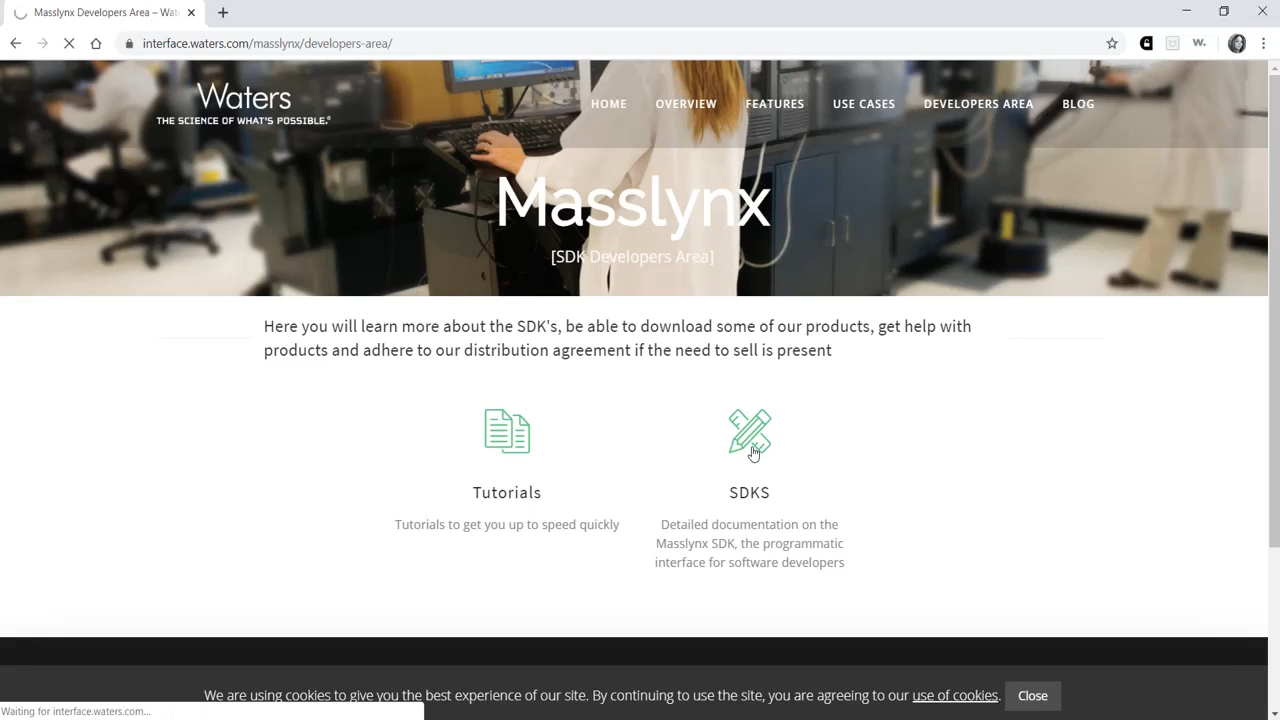 Masslynx Developers Area – Wat
interface.waters.com/masslynx/developers-area/
w.
Waters
THE SCIENCE OF WHAT'S POSSIBLE.®
HOME OVERVIEW FEATURES USE CASES DEVELOPERS AREA BLOG
Masslynx
[SDK Developers Area]
Here you will learn more about the SDK's, be able to download some of our products, get help with
products and adhere to our distribution agreement if the need to sell is present
Tutorials
Tutorials to get you up to speed quickly
SDKS
Detailed documentation on the
Masslynx SDK, the programmatic
interface for software developers
We are using cookies to give you the best experience of our site. By continuing to use the site, you are agreeing to our use of cookies. Close
Waiting for interface.waters.com...